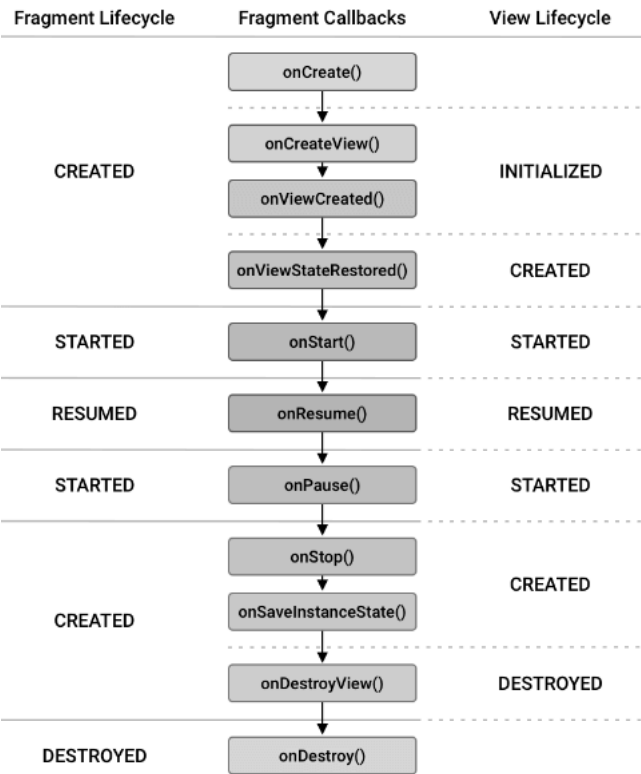 Fragment Lifecycle Fragment Callbacks View Lifecycle
onCreate()
onCreateView()
CREATED INITIALIZED
onViewCreated()
onViewStateRestored() CREATED
STARTED onStart() STARTED
RESUMED onResume() RESUMED
STARTED onPause() STARTED
onStop()
CREATED
onSaveInstanceState()
CREATED
onDestroyView() DESTROYED
DESTROYED onDestroy()